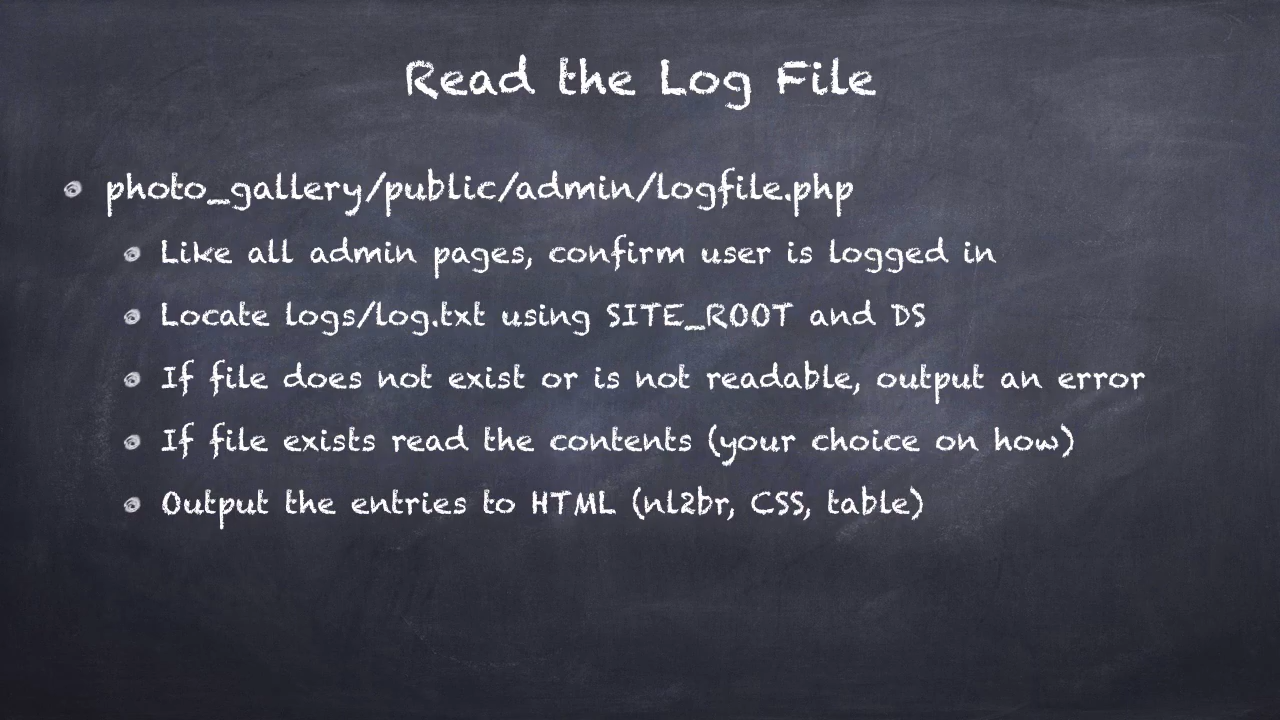 Read the Log File
photo_gallery/public/admin/logfile.php
Like all admin pages, confirm user is logged in
Locate logs/log.txt using SITE_ROOT and DS
If file does not exist or is not readable, output an error
If file exists read the contents (your choice on how)
Output the entries to HTML (nl2br, CSS, table)